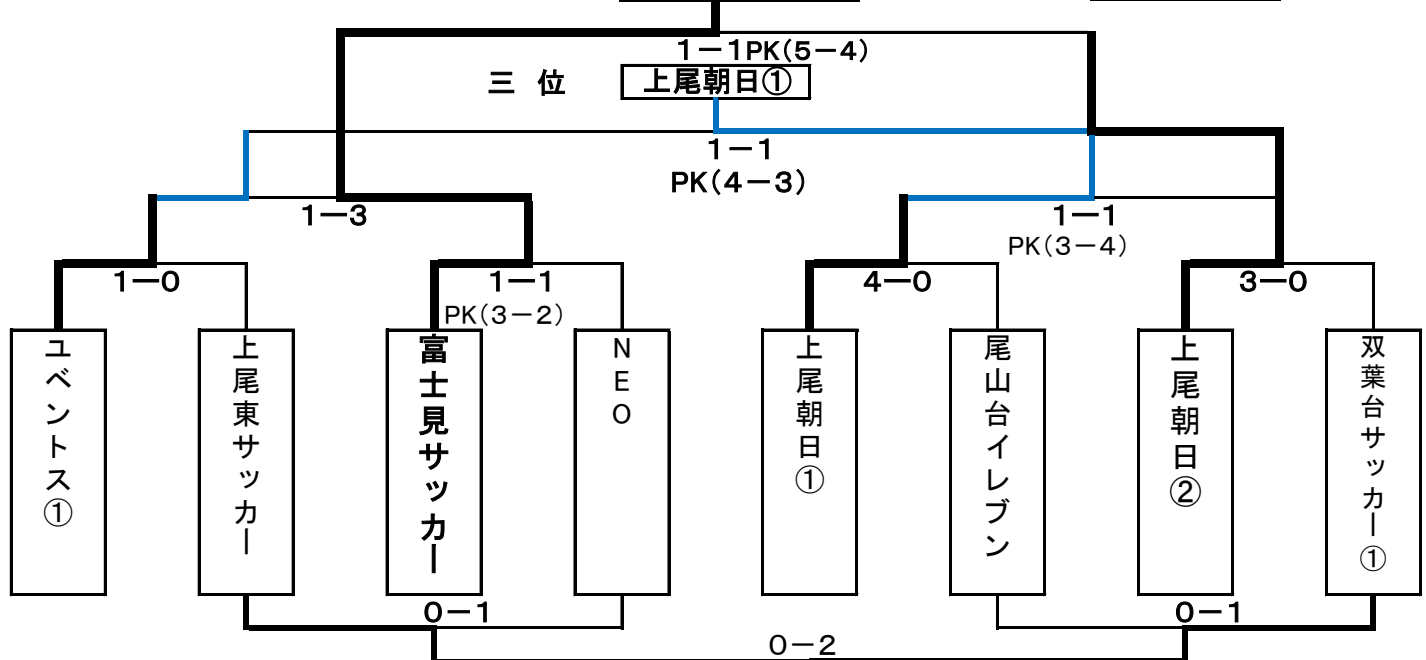 1－1PK(5－4)
三 位
上尾朝日①
1－1
PK(4－3)
1－3
1－1
PK(3－4)
1－0
1－1
4－0
3－0
PK(3－2)
ユベントス①
上尾東サッカー
富士見サッカー
NEO
上尾朝日①
尾山台イレブン
上尾朝日②
双葉台サッカー①
0－1
0－1
0－2